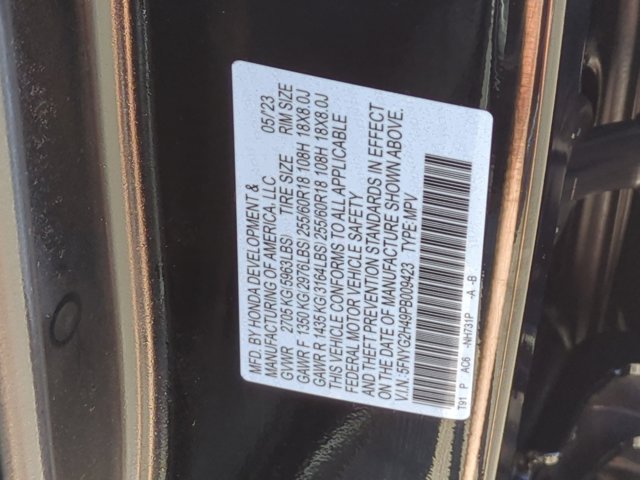 MFD. BY HONDA DEVELOPMENT &
MANUFACTURING OF AMERICA, LLC 05/23
GVWR 2705 KG(5963LBS) TIRE SIZE RIM SIZE
GAWR F 1350 KG(2976LBS) 255/60R18 108H 18X8.0J
GAWR R 1435 KG(3164LBS) 255/60R18 108H 18X8.0J
THIS VEHICLE CONFORMS TO ALL APPLICABLE
FEDERAL MOTOR VEHICLE SAFETY
AND THEFT PREVENTION STANDARDS IN EFFECT
ON THE DATE OF MANUFACTURE SHOWN ABOVE.
V.I.N. 5FNYG2H49PB009423 TYPE-MPV
T91 P AC6 -NH731P -A -B